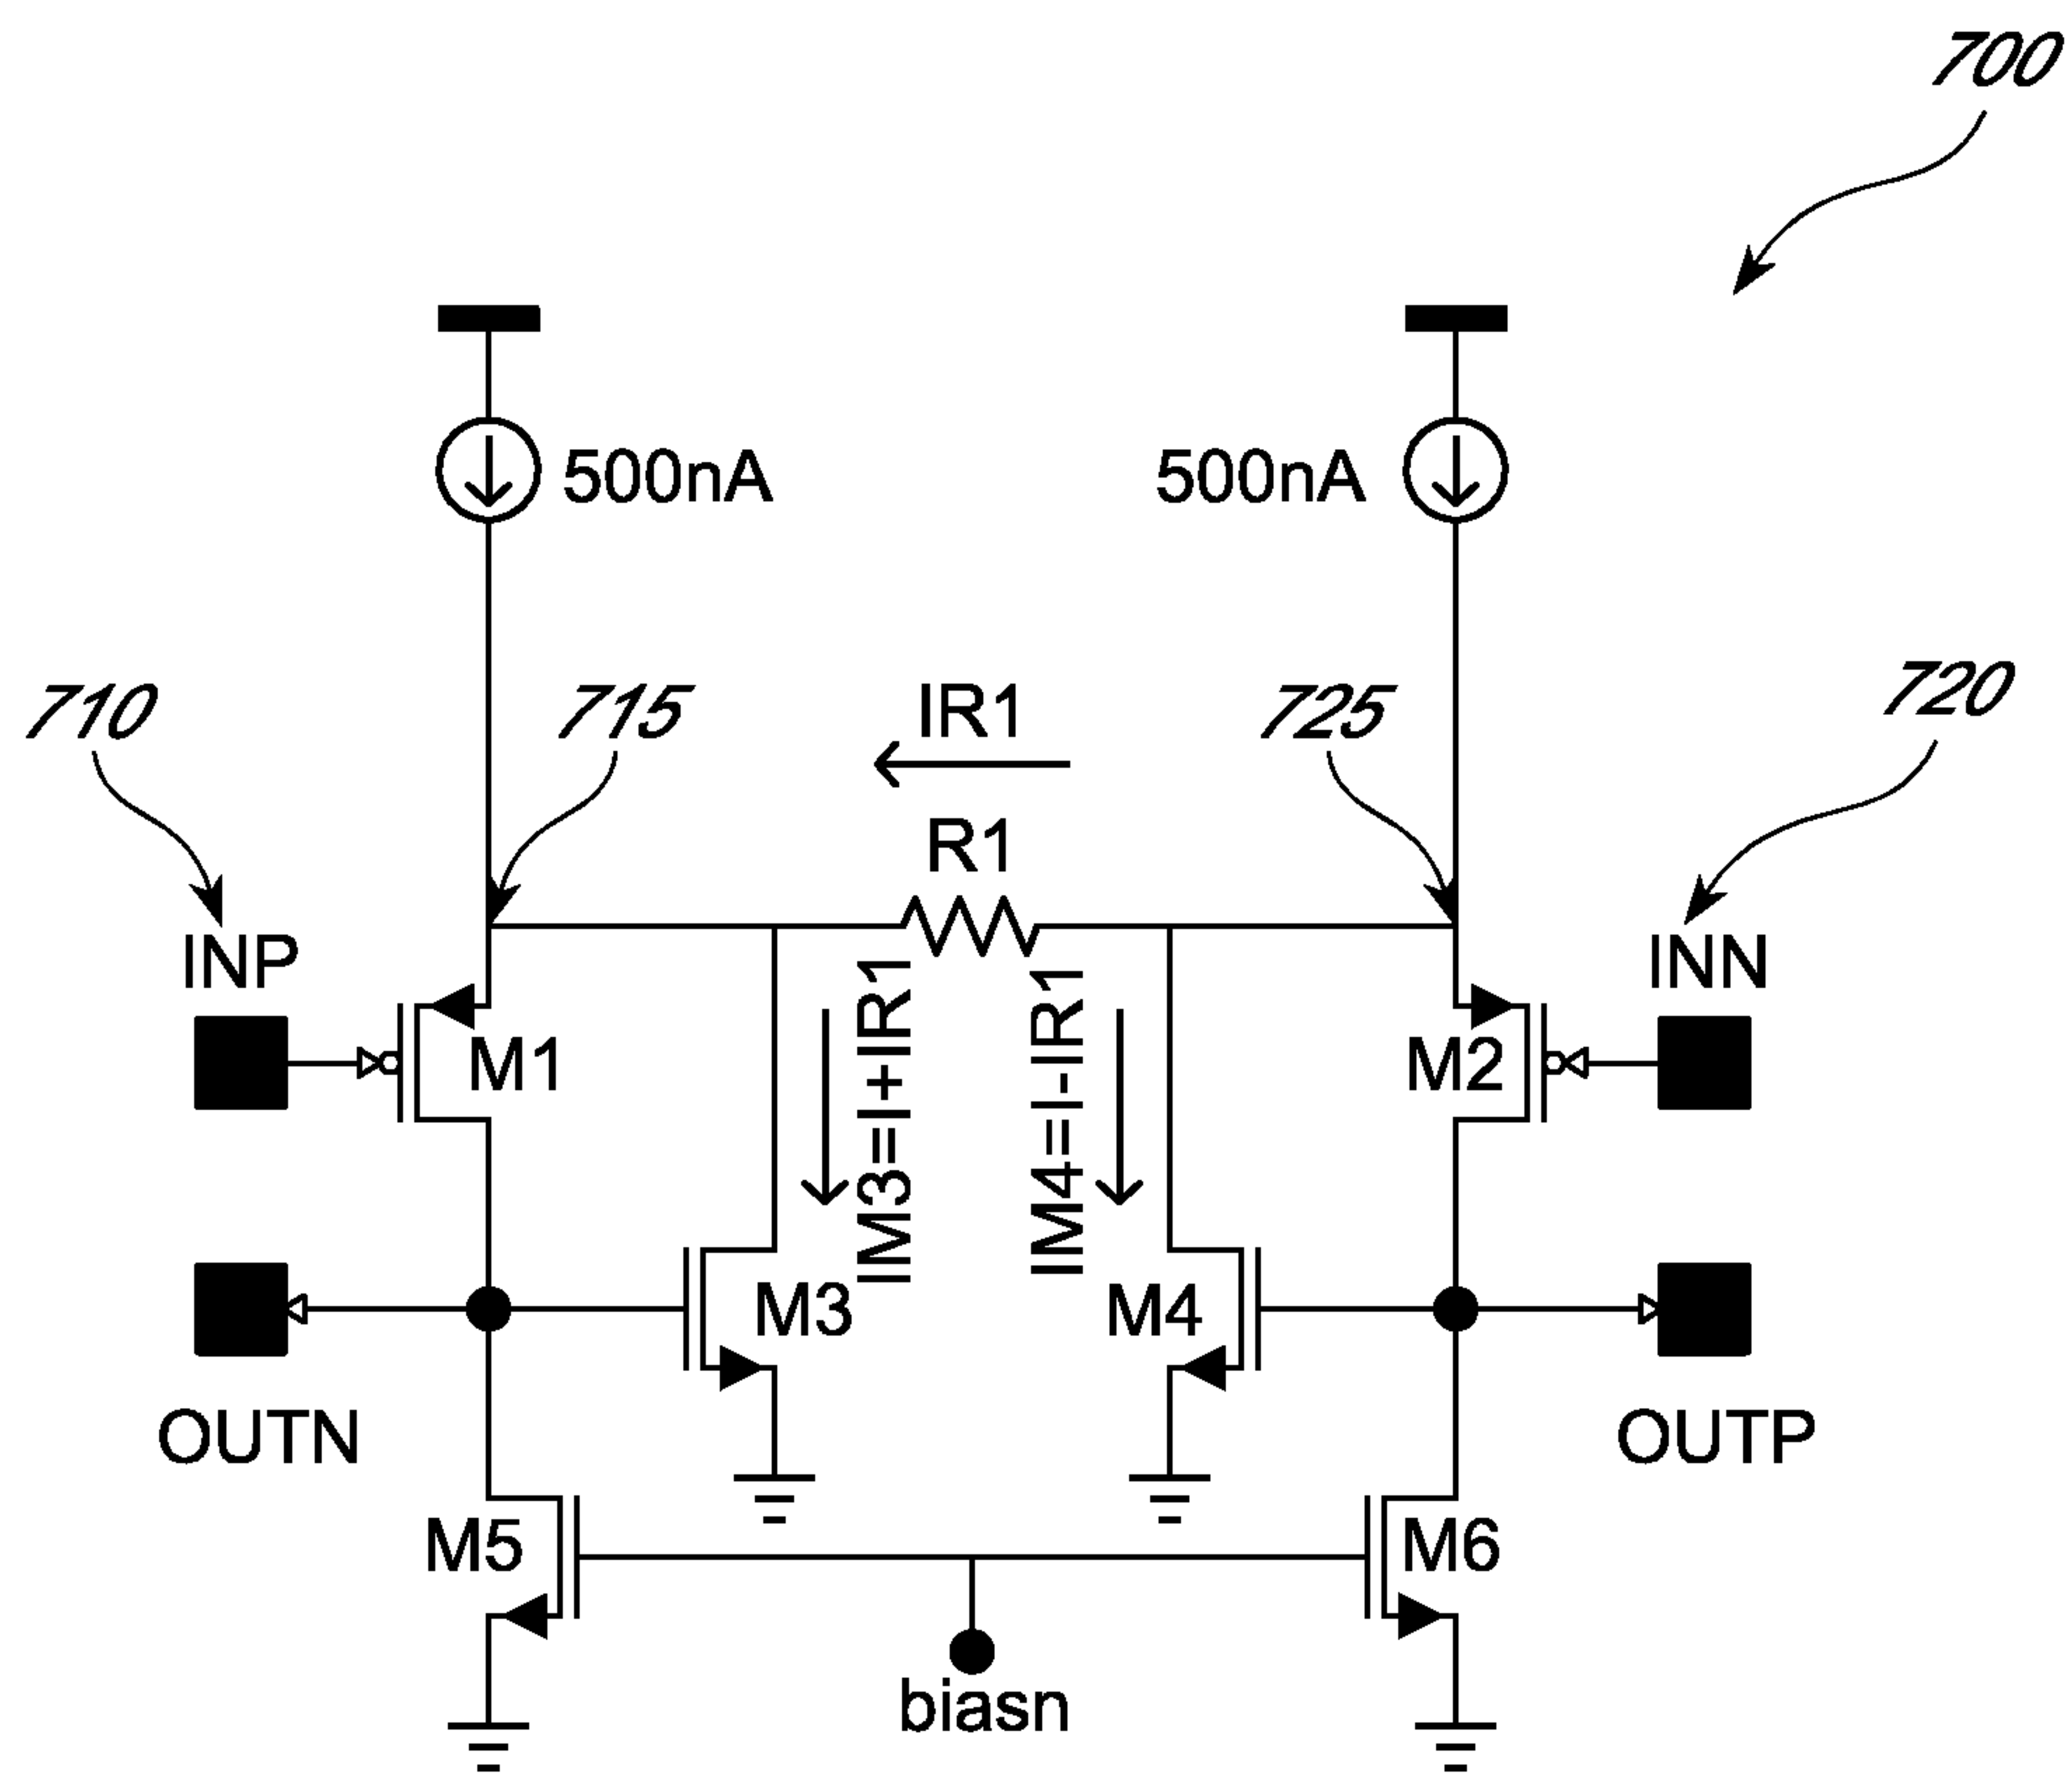 700
500nA
500nA
710
715
IR1
725
720
R1
INP
INN
M1
M2
IM3=I+IR1
IM4=I-IR1
M3
M4
OUTN
OUTP
M5
M6
biasn